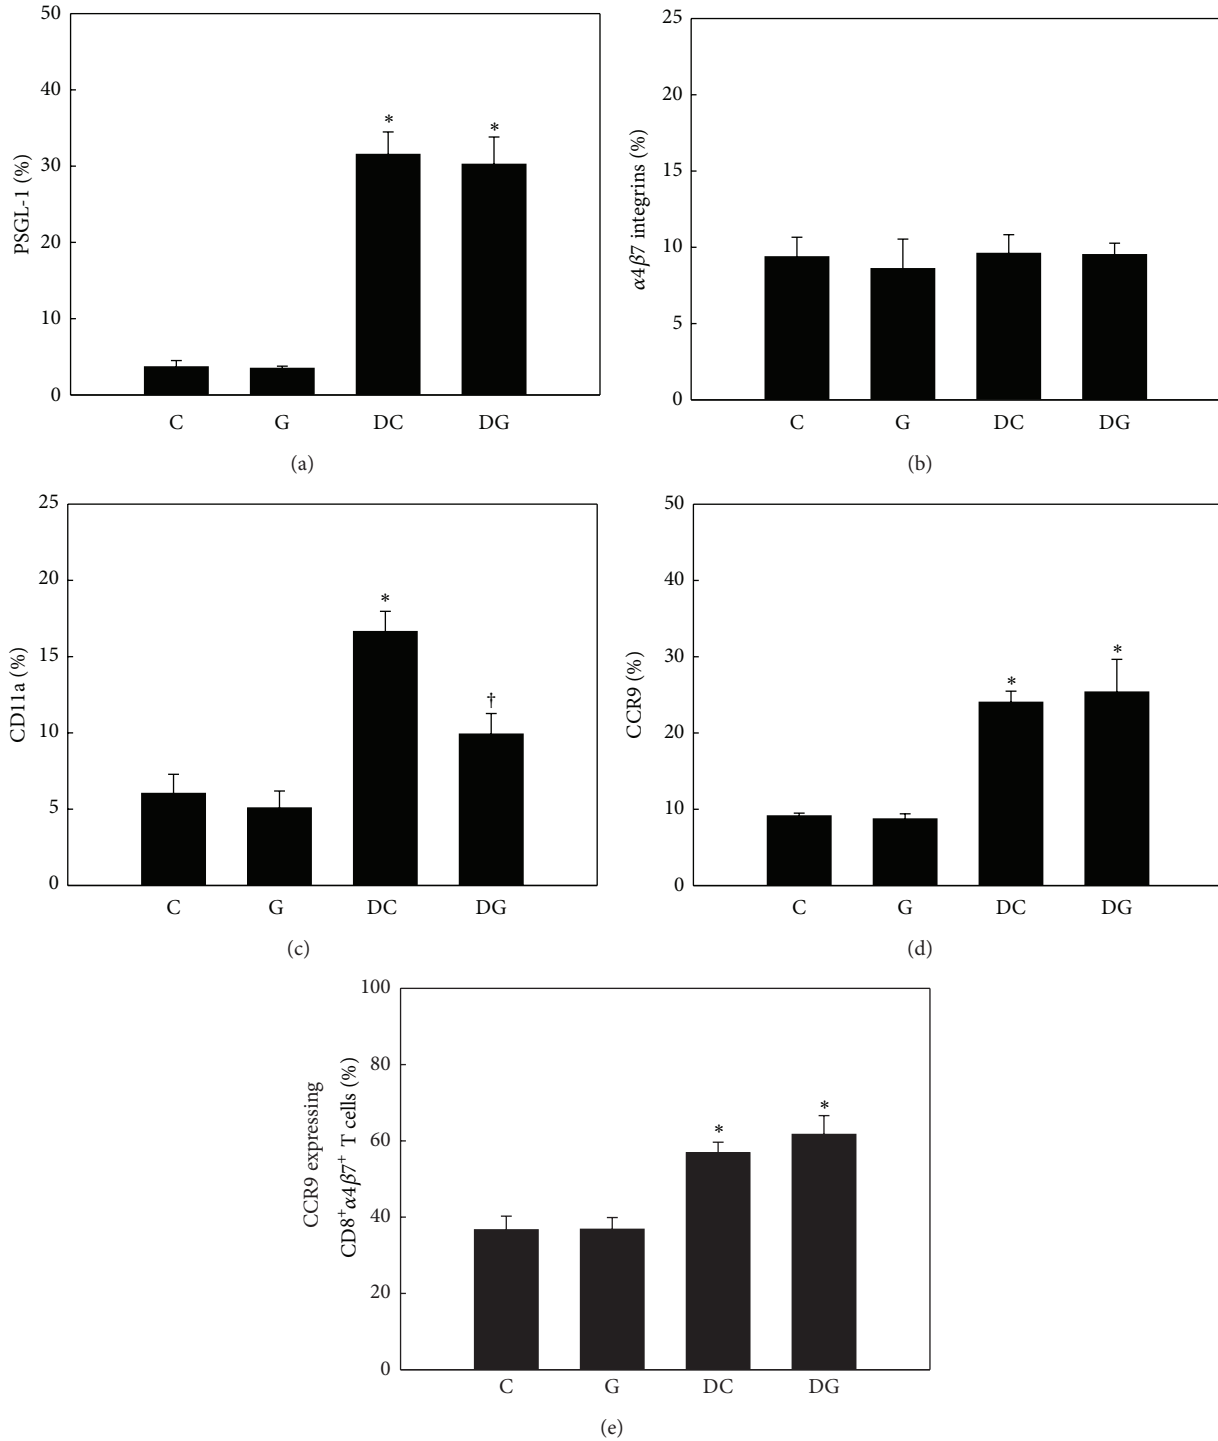 50
40
30
20
10
0
PSGL-1 (%)
* *
C G DC DG
(a)
25
20
15
10
5
0
α4β7 integrins (%)
C G DC DG
(b)
25
20
15
10
5
0
CD11a (%)
*
†
C G DC DG
(c)
50
40
30
20
10
0
CCR9 (%)
* *
C G DC DG
(d)
100
80
60
40
20
0
CCR9 expressing
CD8⁺α4β7⁺ T cells (%)
* *
C G DC DG
(e)